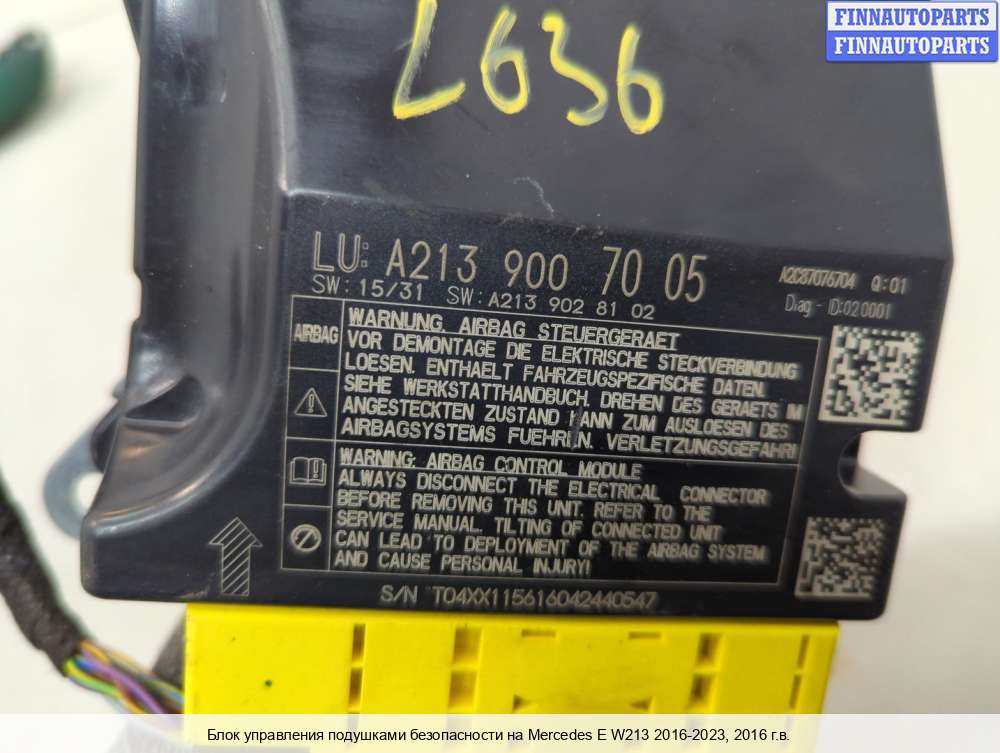 FINNAUTOPARTS
FINNAUTOPARTS
L636
LU: A213 900 70 05
A2C87076704 Q:01
SW: 15/31 SW: A213 902 81 02
Diag - ID:020001
AIRBAG
WARNUNG AIRBAG STEUERGERAET
VOR DEMONTAGE DIE ELEKTRISCHE STECKVERBINDUNG
LOESEN. ENTHAELT FAHRZEUGSPEZIFISCHE DATEN.
SIEHE WERKSTATTHANDBUCH. DREHEN DES GERAETS IM
ANGESTECKTEN ZUSTAND KANN ZUM AUSLOESEN DES
AIRBAGSYSTEMS FUEHREN. VERLETZUNGSGEFAHR!
WARNING: AIRBAG CONTROL MODULE
ALWAYS DISCONNECT THE ELECTRICAL CONNECTOR
BEFORE REMOVING THIS UNIT. REFER TO THE
SERVICE MANUAL. TILTING OF CONNECTED UNIT
CAN LEAD TO DEPLOYMENT OF THE AIRBAG SYSTEM
AND CAUSE PERSONAL INJURY!
S/N T04XX115616042440547
Блок управления подушками безопасности на Mercedes E W213 2016-2023, 2016 г.в.